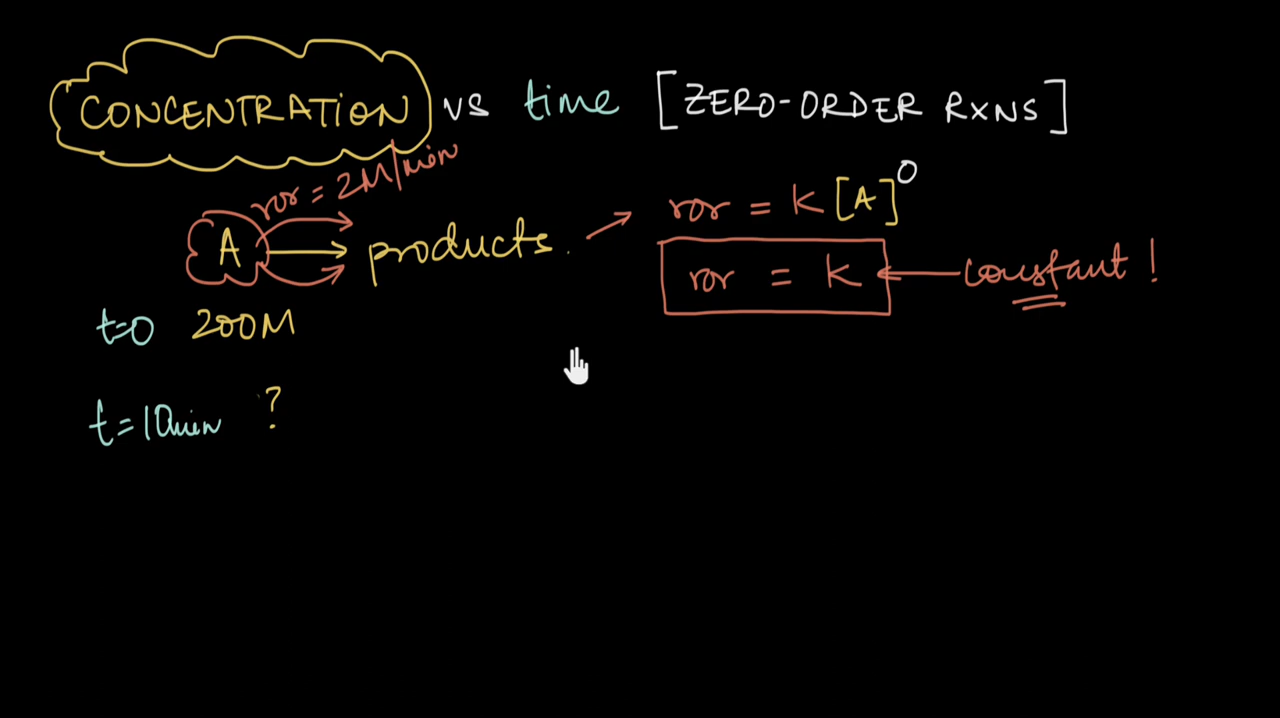 CONCENTRATION vs time [ZERO-ORDER RXNS]
ror = 2M/min
A → products.
ror = K[A]⁰
ror = K ← constant!
t=0 200M
t=10min ?